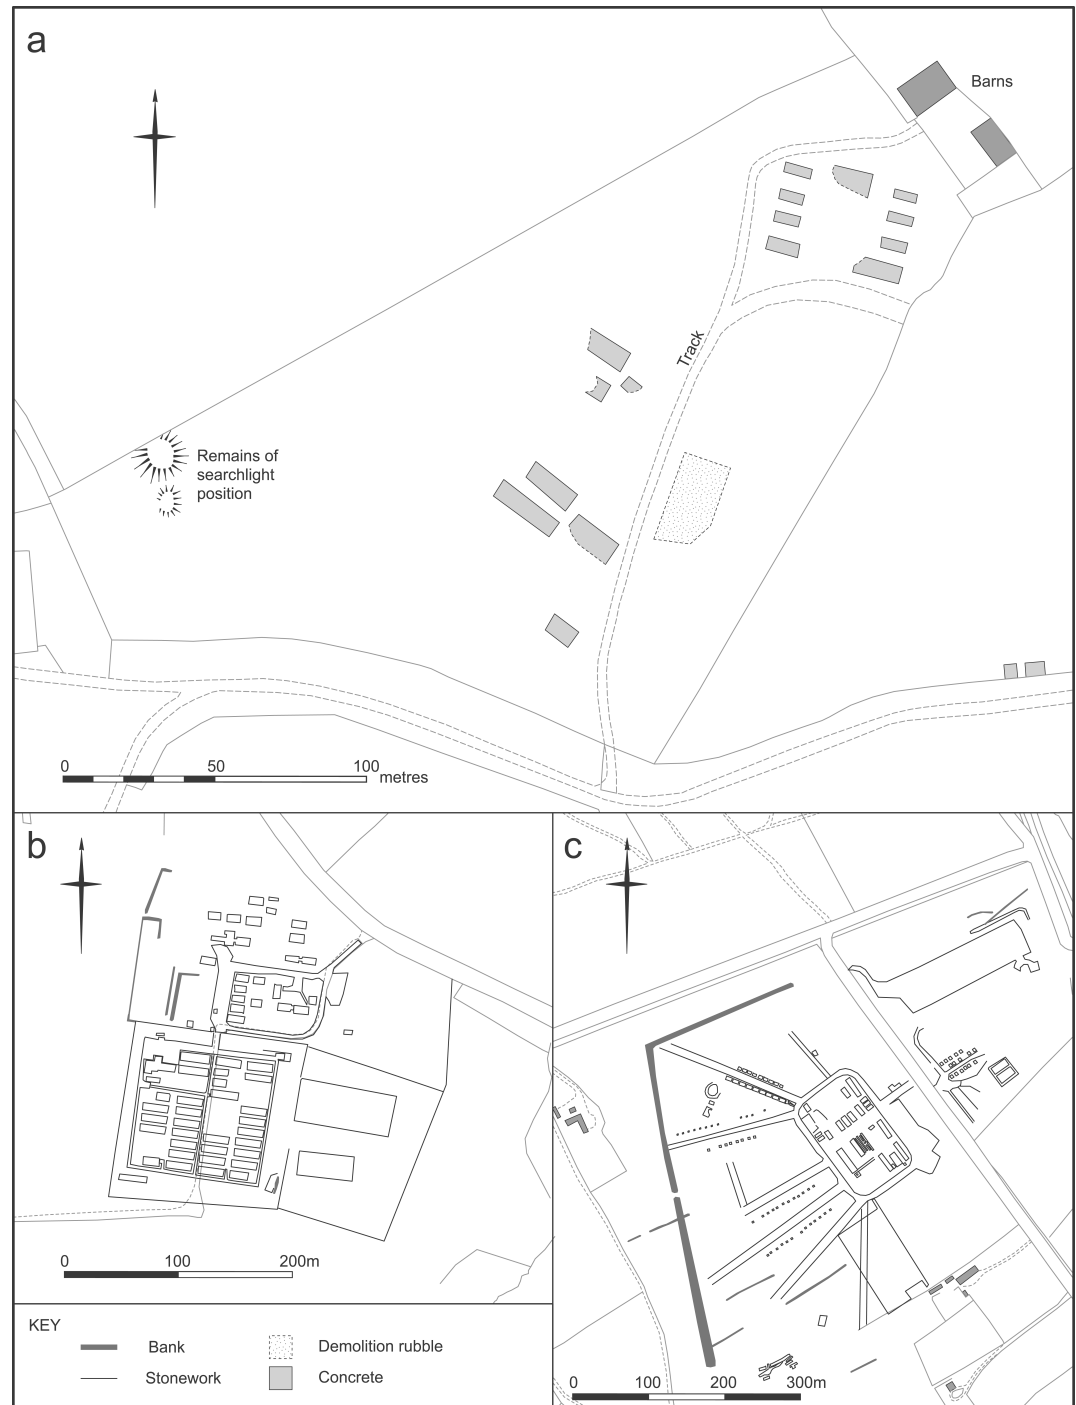 a
Barns
Track
Remains of
searchlight
position
0 50 100 metres
b
c
0 100 200m
0 100 200 300m
KEY
Bank
Stonework
Demolition rubble
Concrete